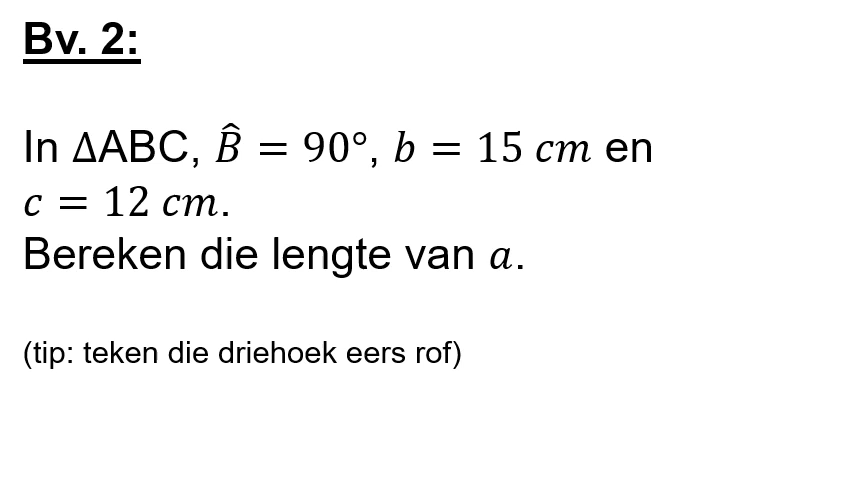 Bv. 2:
In ΔABC, B̂ = 90°, b = 15 cm en
c = 12 cm.
Bereken die lengte van a.
(tip: teken die driehoek eers rof)